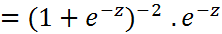 = (1 + e⁻ᶻ)⁻² . e⁻ᶻ